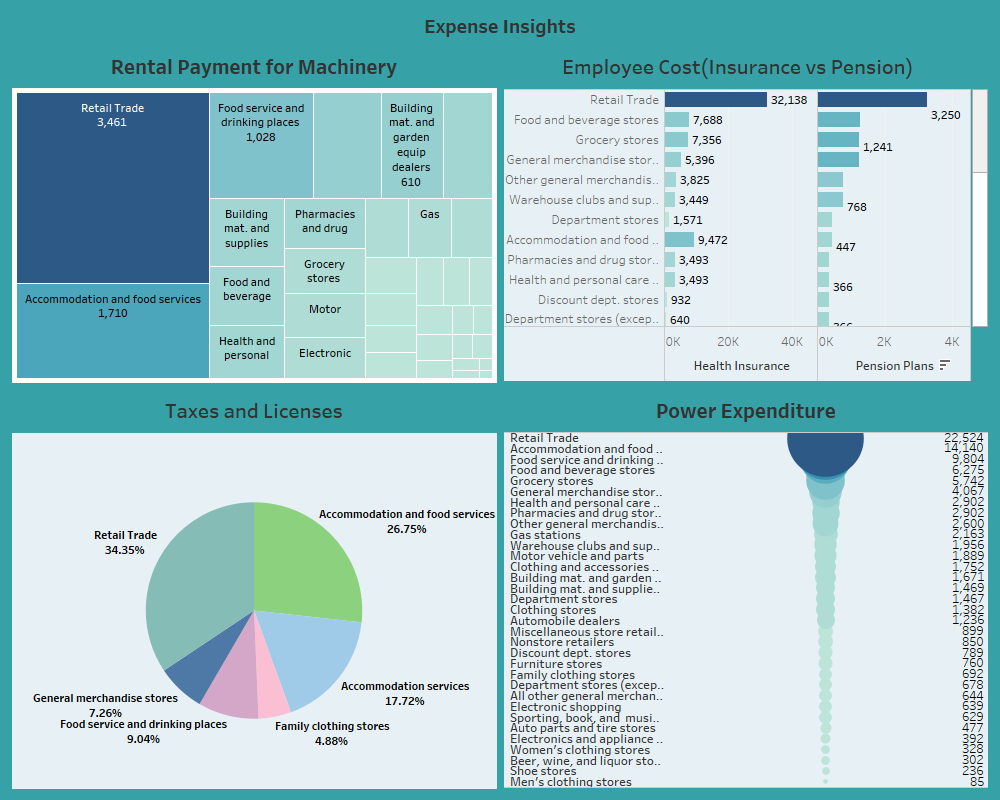 Expense Insights
Rental Payment for Machinery
Retail Trade
3,461
Accommodation and food services
1,710
Food service and
drinking places
1,028
Building
mat. and
garden
equip
dealers
610
Building
mat. and
supplies
Food and
beverage
Health and
personal
Pharmacies
and drug
Grocery
stores
Motor
Electronic
Gas
Employee Cost(Insurance vs Pension)
Retail Trade 32,138 3,250
Food and beverage stores 7,688
Grocery stores 7,356 1,241
General merchandise stor.. 5,396
Other general merchandis.. 3,825
Warehouse clubs and sup.. 3,449 768
Department stores 1,571
Accommodation and food .. 9,472 447
Pharmacies and drug stor.. 3,493
Health and personal care .. 3,493 366
Discount dept. stores 932
Department stores (excep.. 640 366
0K 20K 40K 0K 2K 4K
Health Insurance Pension Plans
Taxes and Licenses
Accommodation and food services
26.75%
Retail Trade
34.35%
Accommodation services
17.72%
General merchandise stores
7.26%
Food service and drinking places
9.04%
Family clothing stores
4.88%
Power Expenditure
Retail Trade 22,524
Accommodation and food .. 14,140
Food service and drinking .. 9,804
Food and beverage stores 6,275
Grocery stores 5,742
General merchandise stor.. 4,067
Health and personal care .. 2,902
Pharmacies and drug stor.. 2,902
Other general merchandis.. 2,600
Gas stations 2,163
Warehouse clubs and sup.. 1,956
Motor vehicle and parts 1,889
Clothing and accessories .. 1,752
Building mat. and garden .. 1,671
Building mat. and supplie.. 1,469
Department stores 1,467
Clothing stores 1,382
Automobile dealers 1,236
Miscellaneous store retail.. 899
Nonstore retailers 850
Discount dept. stores 789
Furniture stores 760
Family clothing stores 692
Department stores (excep.. 678
All other general merchan.. 644
Electronic shopping 639
Sporting, book, and musi.. 629
Auto parts and tire stores 477
Electronics and appliance .. 392
Women's clothing stores 328
Beer, wine, and liquor sto.. 302
Shoe stores 236
Men's clothing stores 85